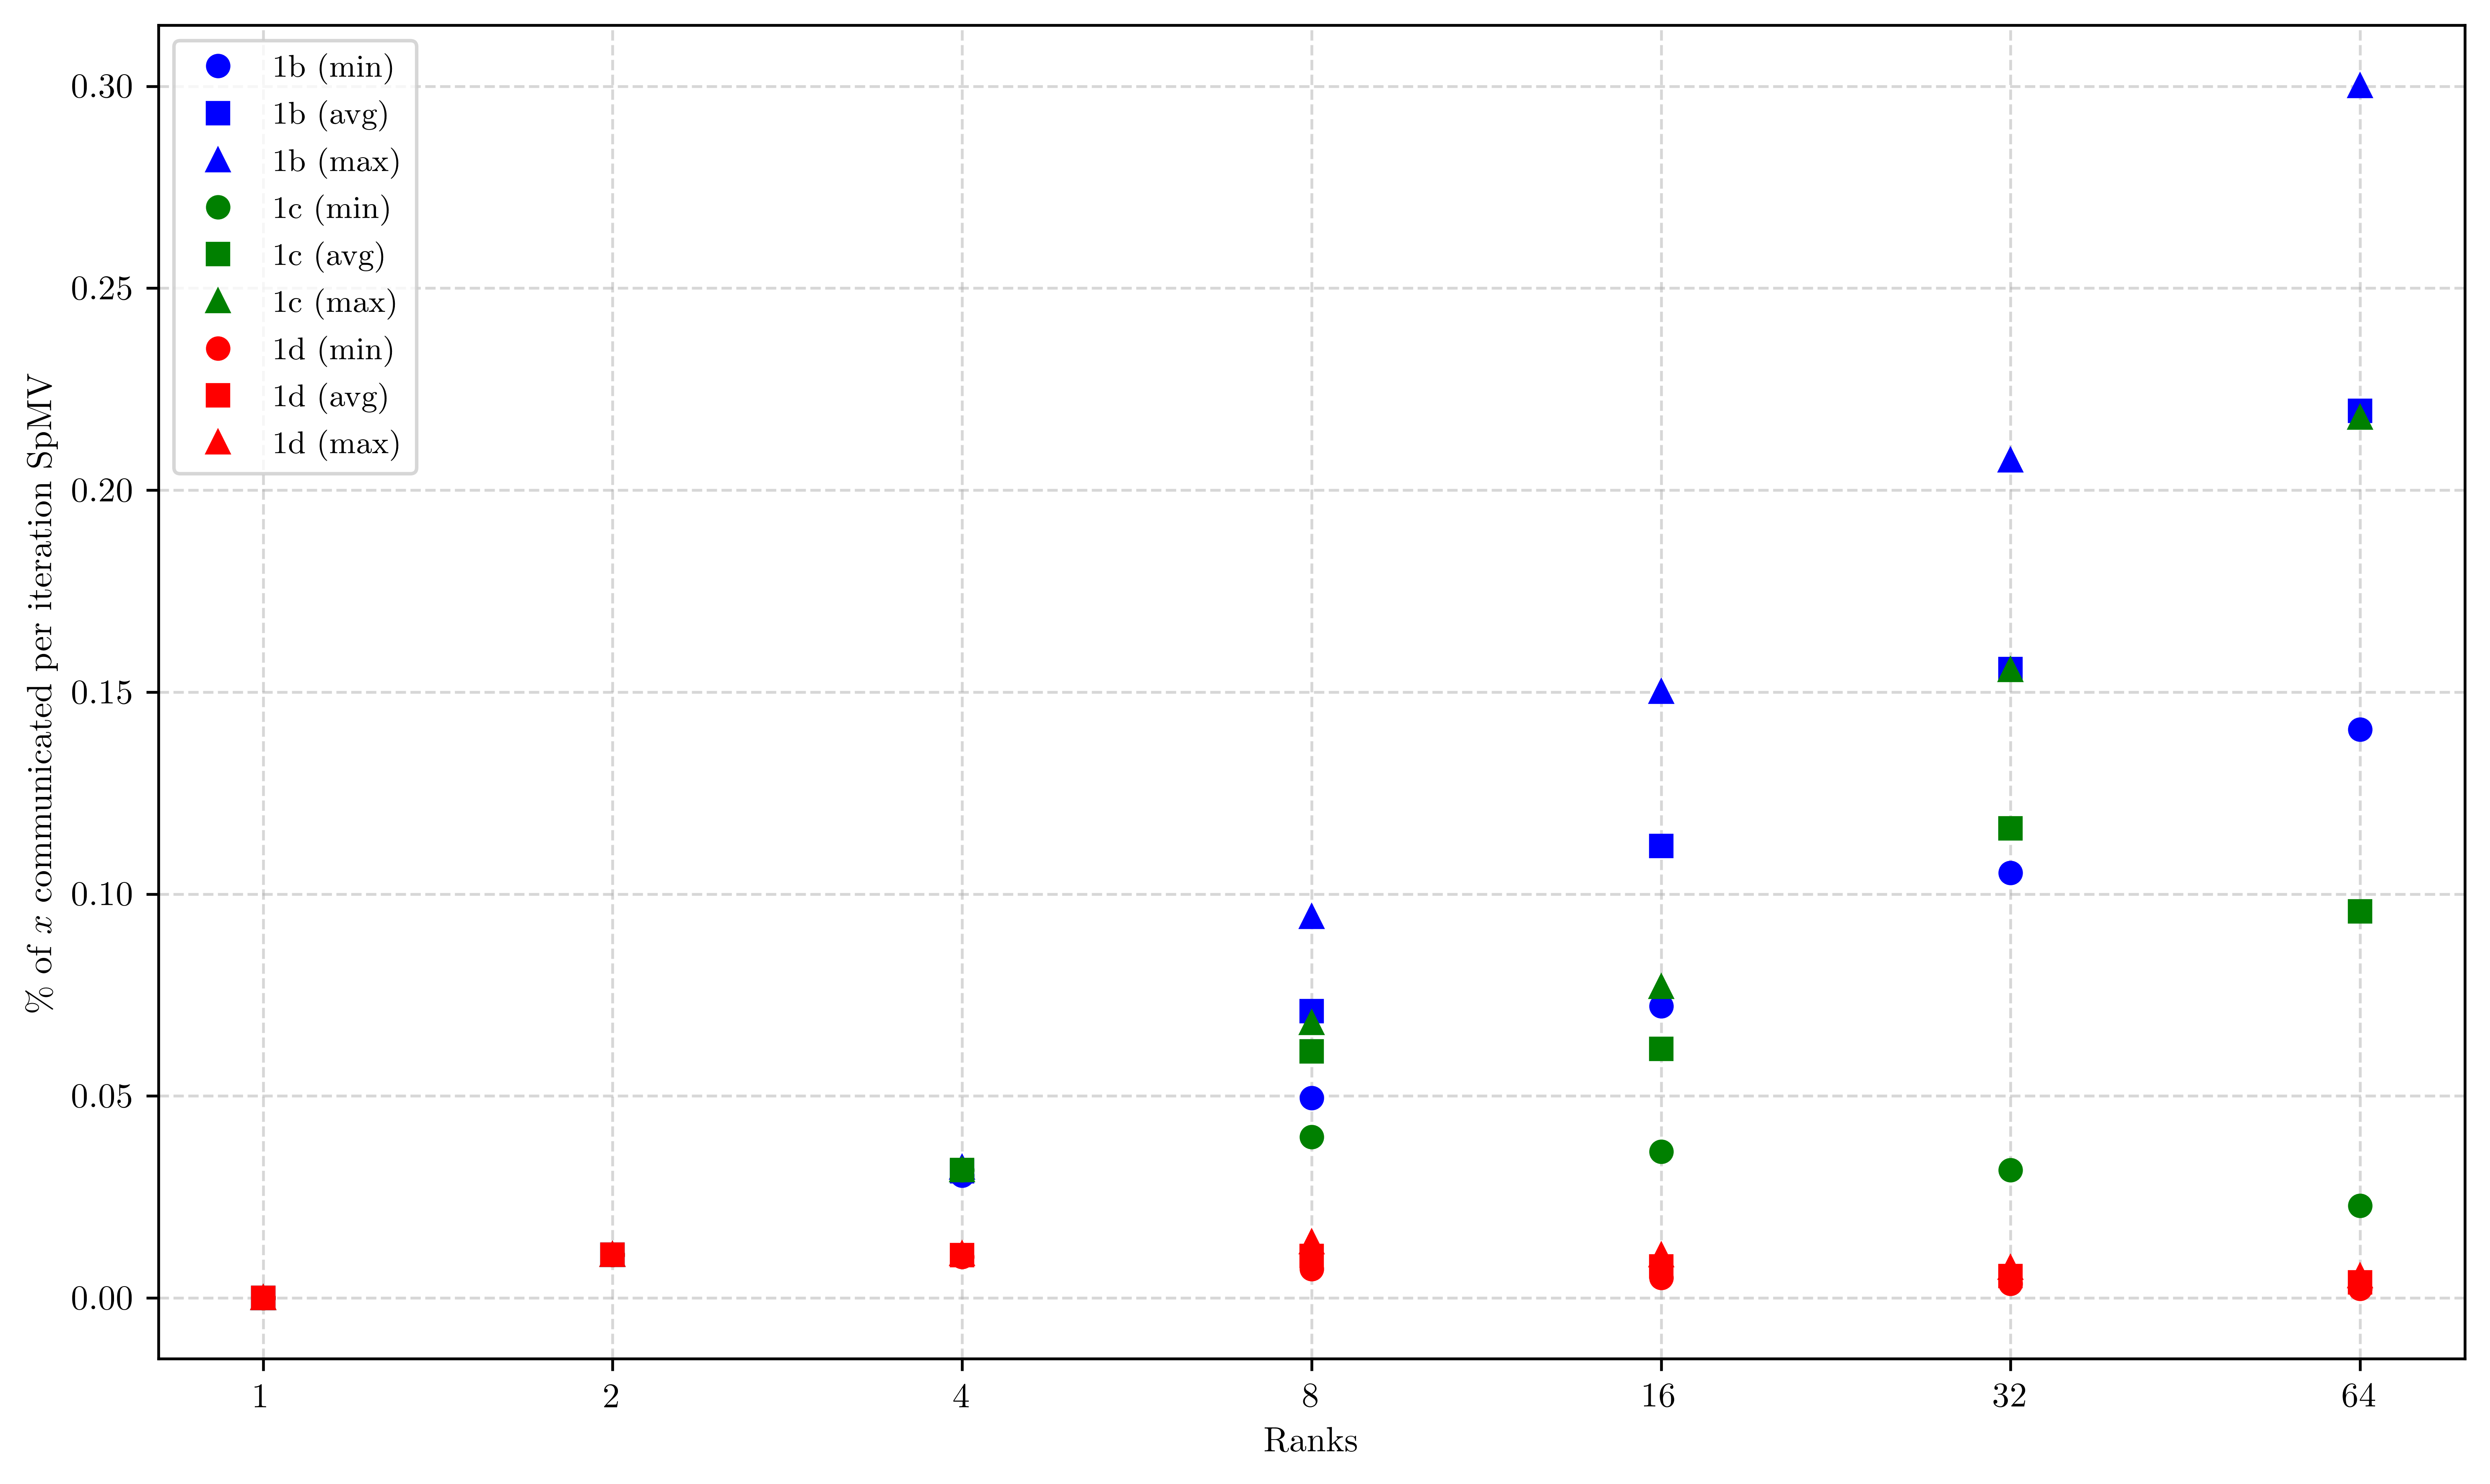 1b (min)
1b (avg)
1b (max)
1c (min)
1c (avg)
1c (max)
1d (min)
1d (avg)
1d (max)
% of x communicated per iteration SpMV
0.30
0.25
0.20
0.15
0.10
0.05
0.00
1 2 4 8 16 32 64
Ranks